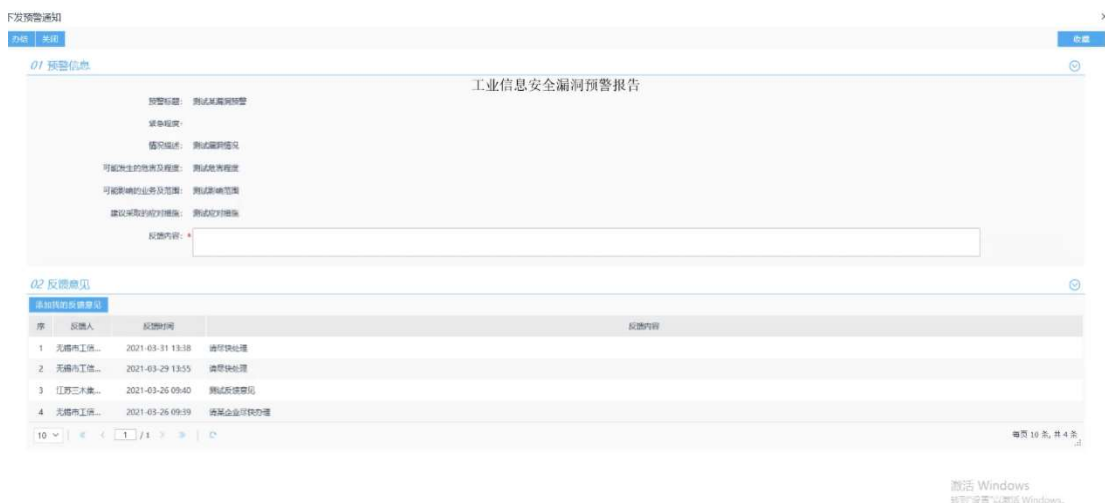 下发预警通知
办结 关闭 收藏
01 预警信息
工业信息安全漏洞预警报告
预警标题： 测试某漏洞预警
紧急程度：
情况描述： 测试漏洞情况
可能发生的危害及程度： 测试危害程度
可能影响的业务及范围： 测试影响范围
建议采取的应对措施： 测试应对措施
反馈内容： *
02 反馈意见
添加我的反馈意见
序 反馈人 反馈时间 反馈内容
1 无锡市工信... 2021-03-31 13:38 请尽快处理
2 无锡市工信... 2021-03-29 13:55 请尽快处理
3 江苏三木集... 2021-03-26 09:40 测试反馈意见
4 无锡市工信... 2021-03-26 09:39 请某企业尽快办理
10 1 / 1 每页 10 条, 共 4 条
激活 Windows
转到"设置"以激活 Windows。